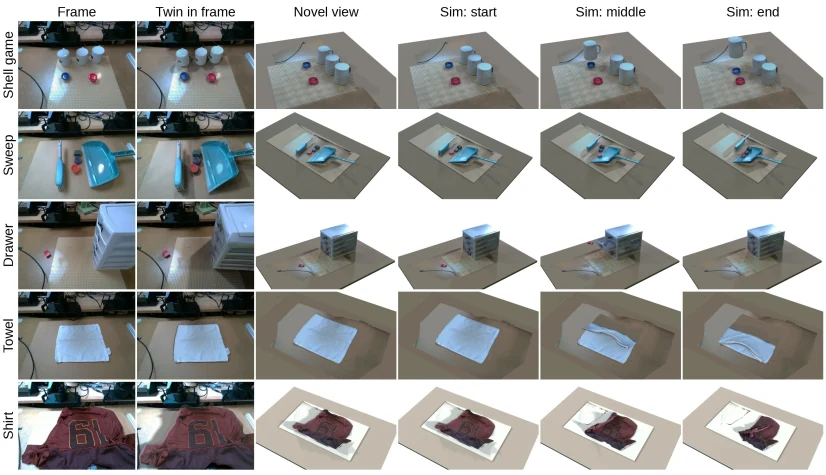 Frame Twin in frame Novel view Sim: start Sim: middle Sim: end
Shell game
Sweep
Drawer
Towel
Shirt
61
61